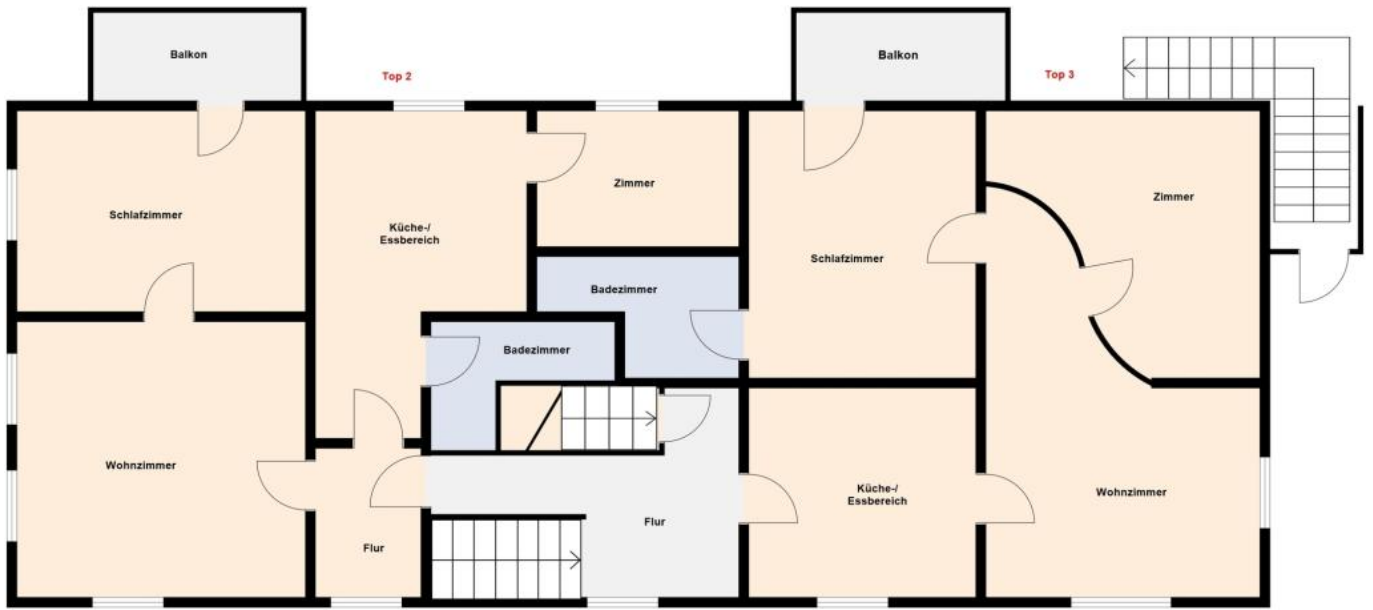 Balkon
Top 2
Balkon
Top 3
Schlafzimmer
Küche-/
Essbereich
Zimmer
Schlafzimmer
Zimmer
Badezimmer
Badezimmer
Wohnzimmer
Küche-/
Essbereich
Wohnzimmer
Flur
Flur